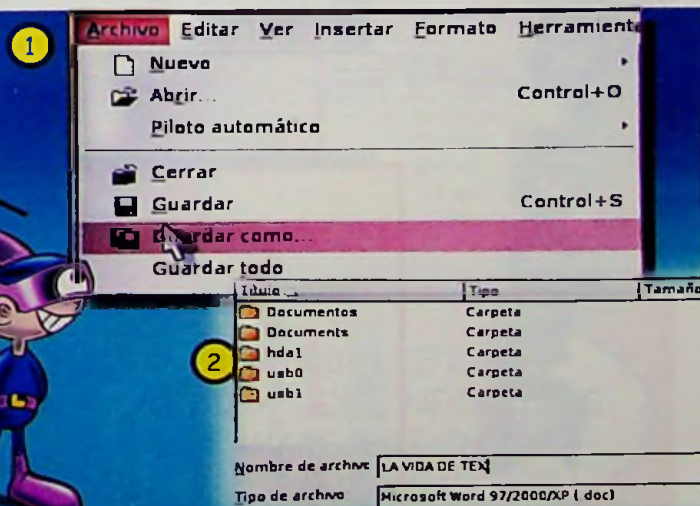 1
Archivo Editar Ver Insertar Formato Herramient
Nuevo
Abrir... Control+O
Piloto automático
Cerrar
Guardar Control+S
Guardar como...
Guardar todo
2
Título Tipo Tamaño
Documentos Carpeta
Documents Carpeta
hda1 Carpeta
usb0 Carpeta
usb1 Carpeta
Nombre de archivo LA VIDA DE TEX
Tipo de archivo Microsoft Word 97/2000/XP (.doc)